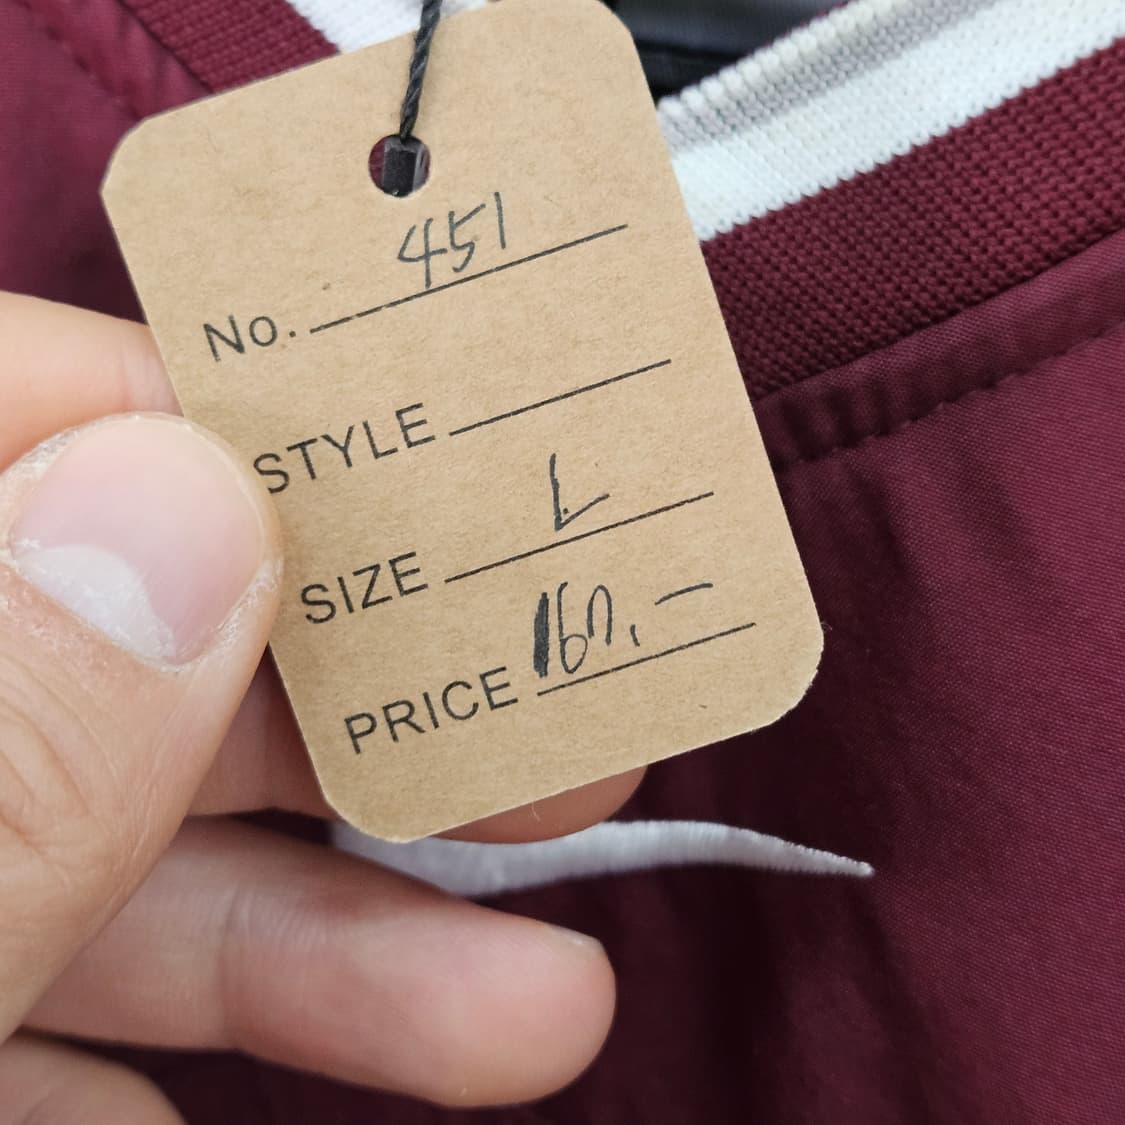 No. 451
STYLE
SIZE L
PRICE 160,-